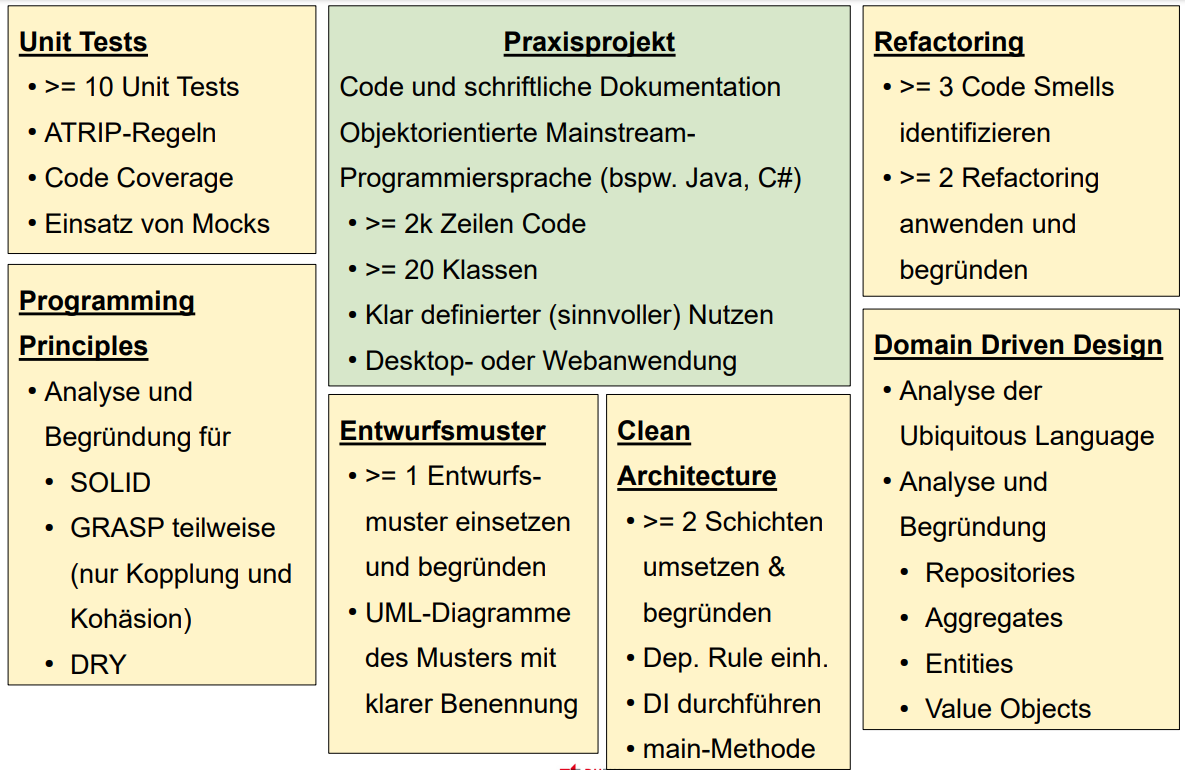 Unit Tests
• >= 10 Unit Tests
• ATRIP-Regeln
• Code Coverage
• Einsatz von Mocks
Programming
Principles
• Analyse und
Begründung für
• SOLID
• GRASP teilweise
(nur Kopplung und
Kohäsion)
• DRY
Praxisprojekt
Code und schriftliche Dokumentation
Objektorientierte Mainstream-
Programmiersprache (bspw. Java, C#)
• >= 2k Zeilen Code
• >= 20 Klassen
• Klar definierter (sinnvoller) Nutzen
• Desktop- oder Webanwendung
Entwurfsmuster
• >= 1 Entwurfs-
muster einsetzen
und begründen
• UML-Diagramme
des Musters mit
klarer Benennung
Clean
Architecture
• >= 2 Schichten
umsetzen &
begründen
• Dep. Rule einh.
• DI durchführen
• main-Methode
Refactoring
• >= 3 Code Smells
identifizieren
• >= 2 Refactoring
anwenden und
begründen
Domain Driven Design
• Analyse der
Ubiquitous Language
• Analyse und
Begründung
• Repositories
• Aggregates
• Entities
• Value Objects